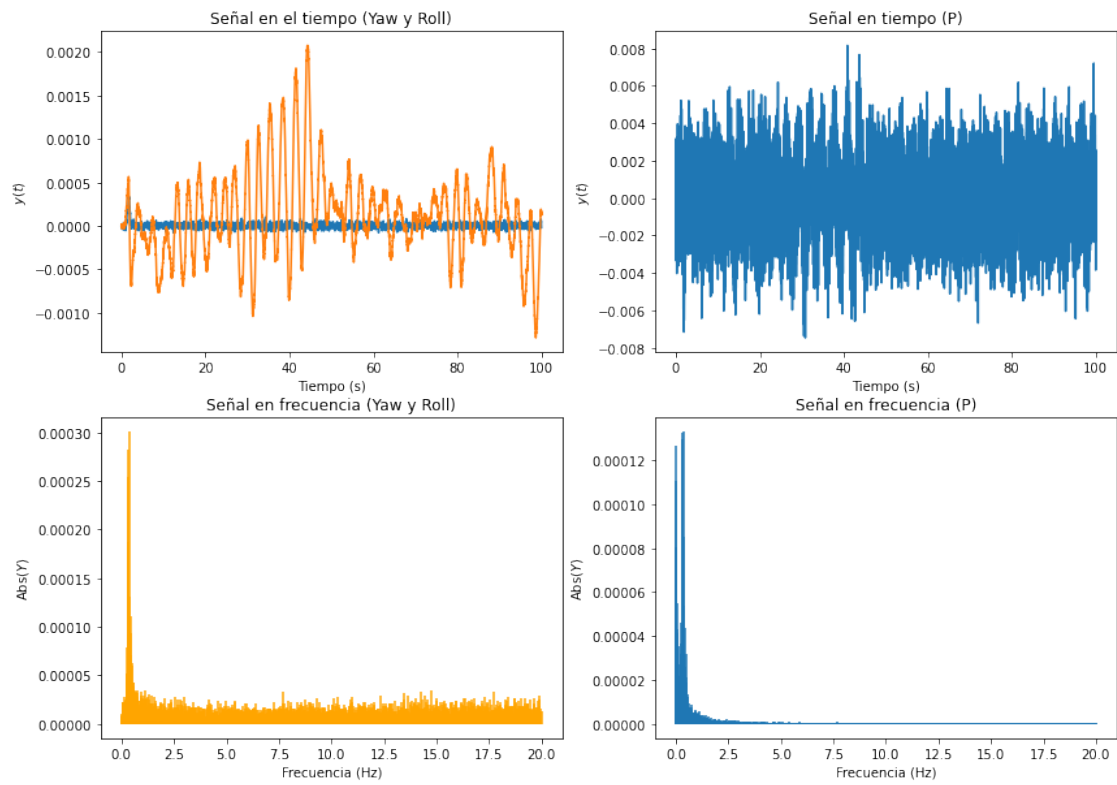 Señal en el tiempo (Yaw y Roll)
0.0020
0.0015
0.0010
0.0005
0.0000
−0.0005
−0.0010
y(t)
0 20 40 60 80 100
Tiempo (s)
Señal en tiempo (P)
0.008
0.006
0.004
0.002
0.000
−0.002
−0.004
−0.006
−0.008
y(t)
0 20 40 60 80 100
Tiempo (s)
Señal en frecuencia (Yaw y Roll)
0.00030
0.00025
0.00020
0.00015
0.00010
0.00005
0.00000
Abs(Y)
0.0 2.5 5.0 7.5 10.0 12.5 15.0 17.5 20.0
Frecuencia (Hz)
Señal en frecuencia (P)
0.00012
0.00010
0.00008
0.00006
0.00004
0.00002
0.00000
Abs(Y)
0.0 2.5 5.0 7.5 10.0 12.5 15.0 17.5 20.0
Frecuencia (Hz)